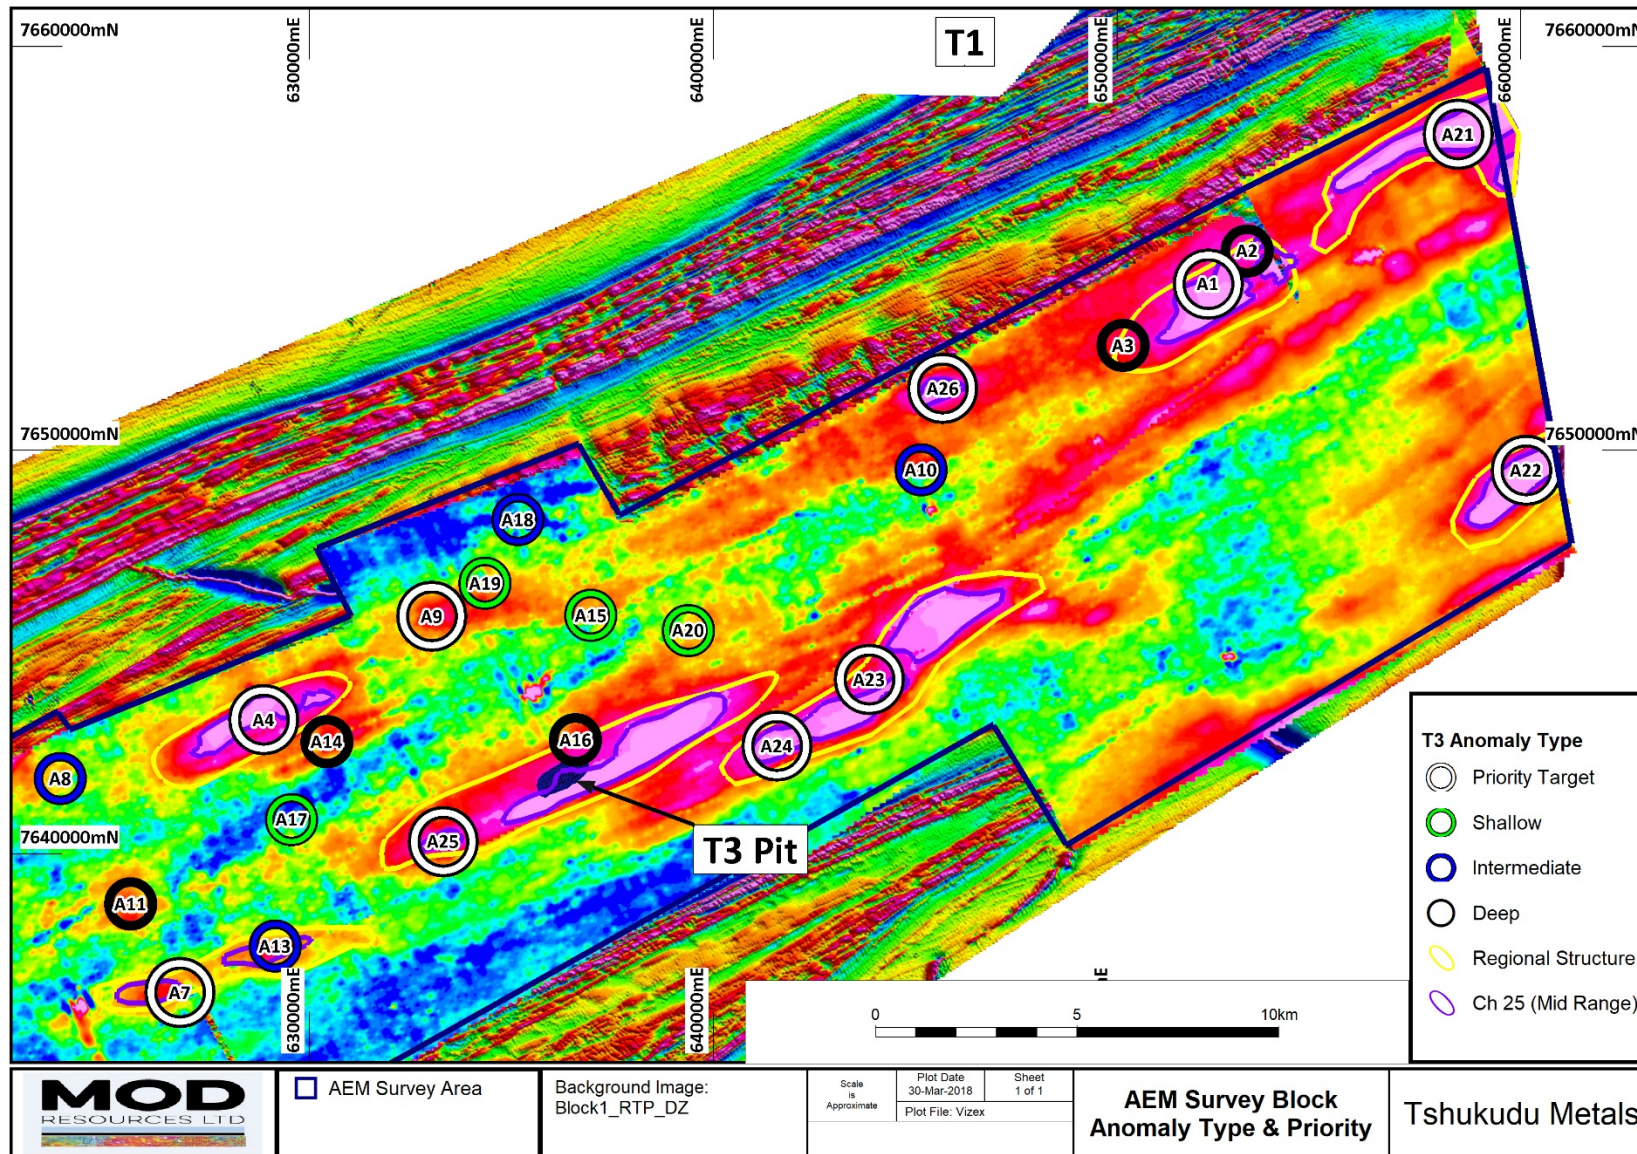 7660000mN
630000mE
640000mE
T1
650000mE
660000mE
7660000mN
A21
A2
A1
A3
A26
7650000mN
7650000mN
A10
A22
A18
A19
A9
A15
A20
A23
A4
A14
A16
A24
A8
A17
7640000mN
A25
T3 Pit
A11
A13
A7
630000mE
640000mE
T3 Anomaly Type
Priority Target
Shallow
Intermediate
Deep
Regional Structure
Ch 25 (Mid Range)
0 5 10km
MOD
RESOURCES LTD
AEM Survey Area
Background Image:
Block1_RTP_DZ
Scale
is
Approximate
Plot Date
30-Mar-2018
Sheet
1 of 1
Plot File: Vizex
AEM Survey Block
Anomaly Type & Priority
Tshukudu Metals